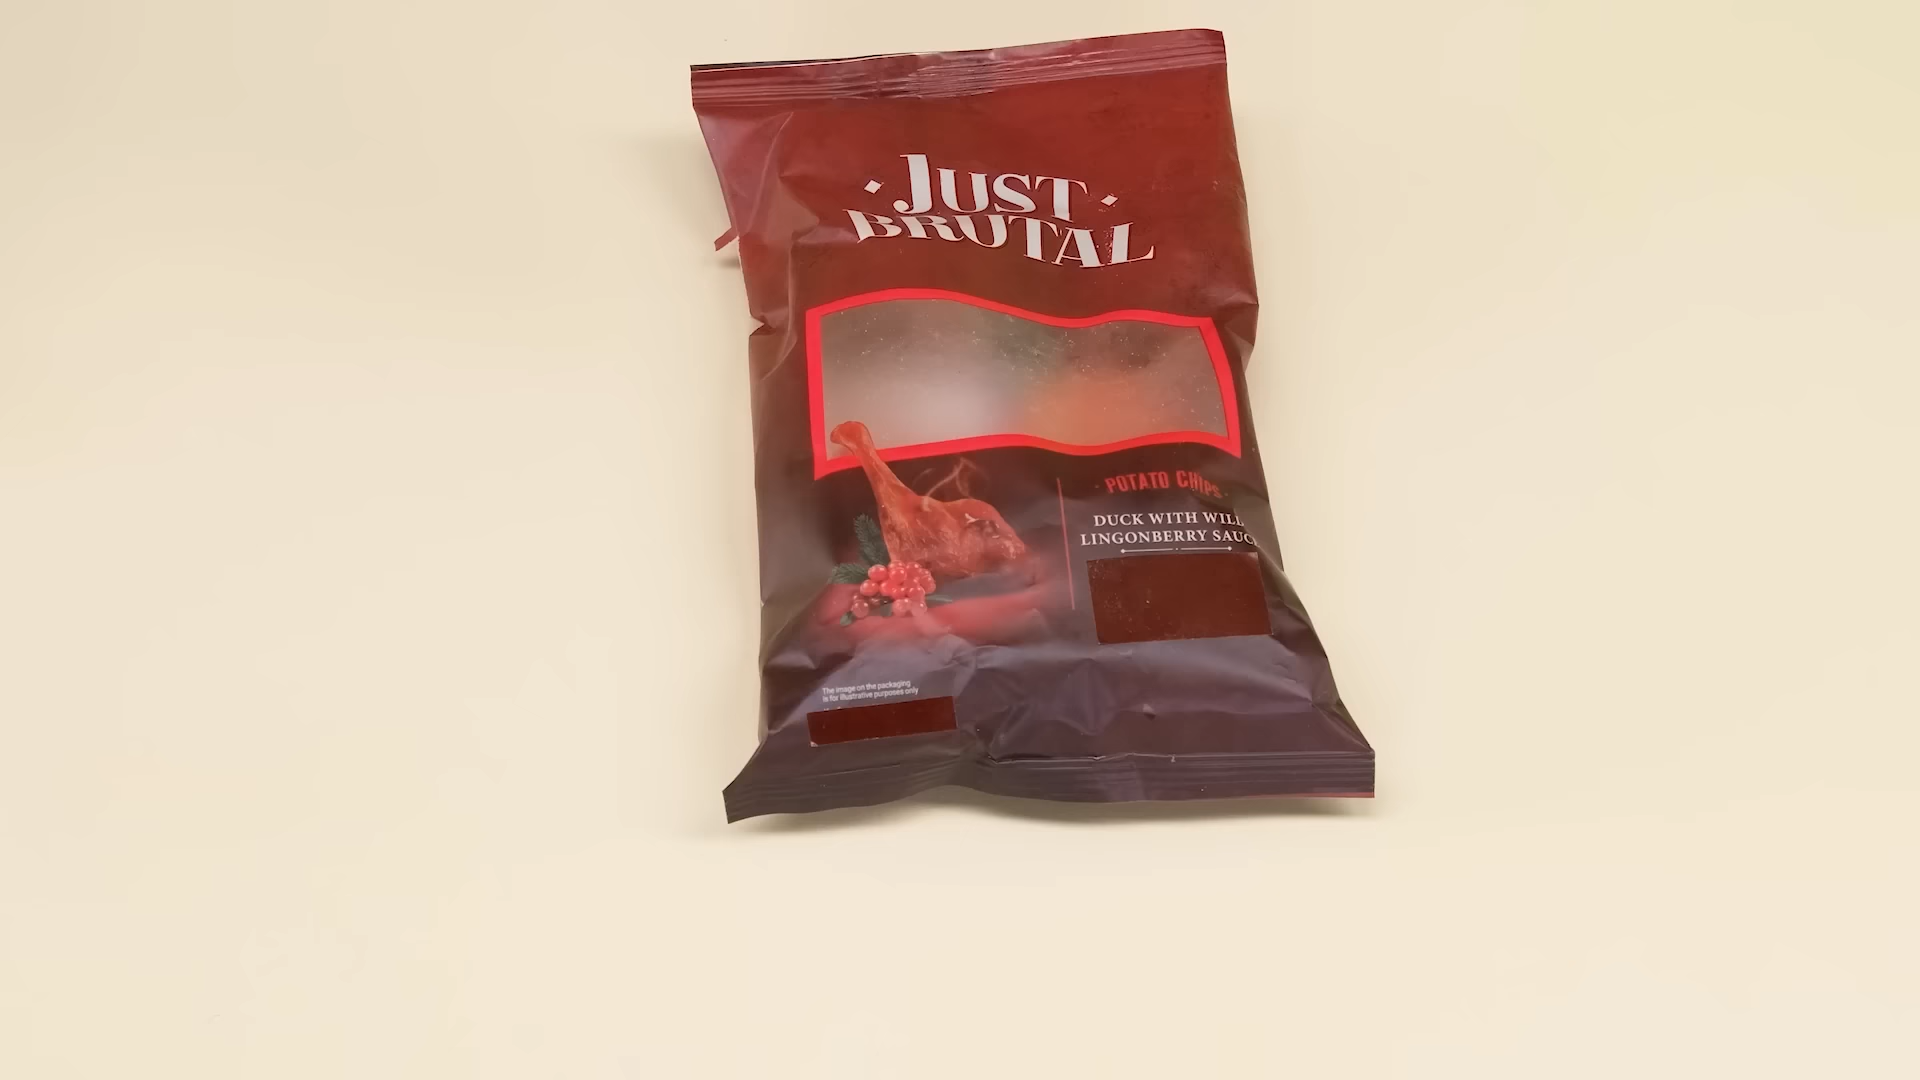 JUST
BRUTAL
POTATO CHIPS
DUCK WITH WILD
LINGONBERRY SAUCE
The image on the packaging
is for illustrative purposes only